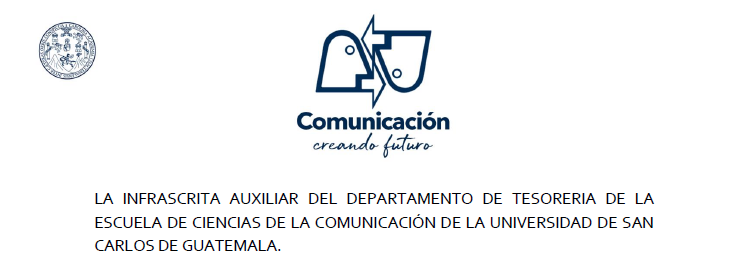 Comunicación
creando futuro
LA INFRASCRITA AUXILIAR DEL DEPARTAMENTO DE TESORERIA DE LA
ESCUELA DE CIENCIAS DE LA COMUNICACIÓN DE LA UNIVERSIDAD DE SAN
CARLOS DE GUATEMALA.